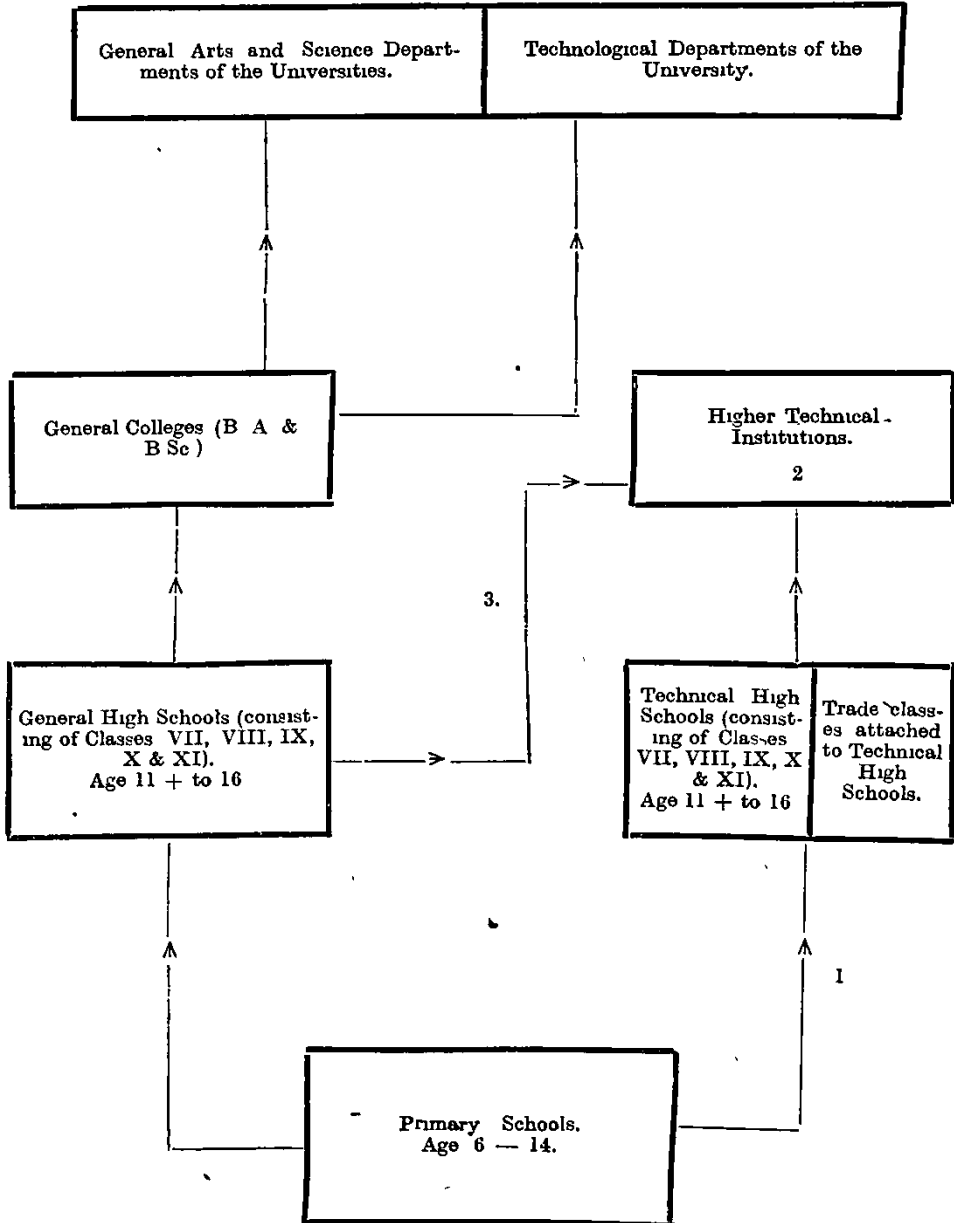 General Arts and Science Depart-
ments of the Universities.
Technological Departments of the
University.
General Colleges (B A &
B Sc )
Higher Technical
Institutions.
2
3.
General High Schools (consist-
ing of Classes VII, VIII, IX,
X & XI).
Age 11 + to 16
Technical High
Schools (consist-
ing of Classes
VII, VIII, IX, X
& XI).
Age 11 + to 16
Trade class-
es attached
to Technical
High
Schools.
1
Primary Schools.
Age 6 — 14.